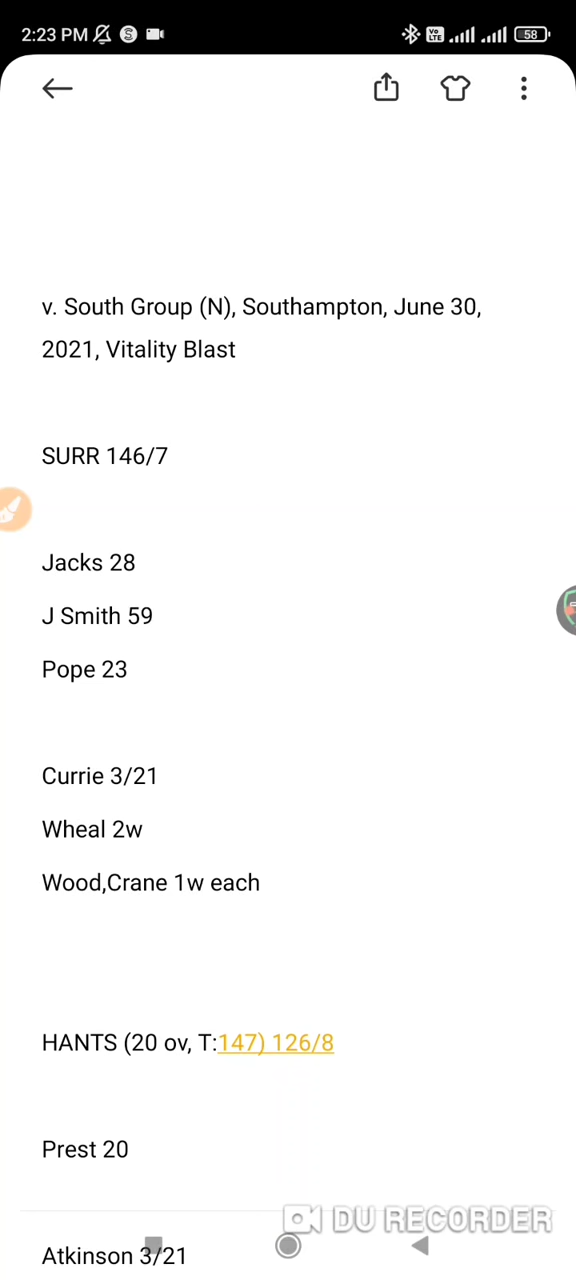 2:23 PM
58
v. South Group (N), Southampton, June 30,
2021, Vitality Blast
SURR 146/7
Jacks 28
J Smith 59
Pope 23
Currie 3/21
Wheal 2w
Wood,Crane 1w each
HANTS (20 ov, T:147) 126/8
Prest 20
DU RECORDER
Atkinson 3/21